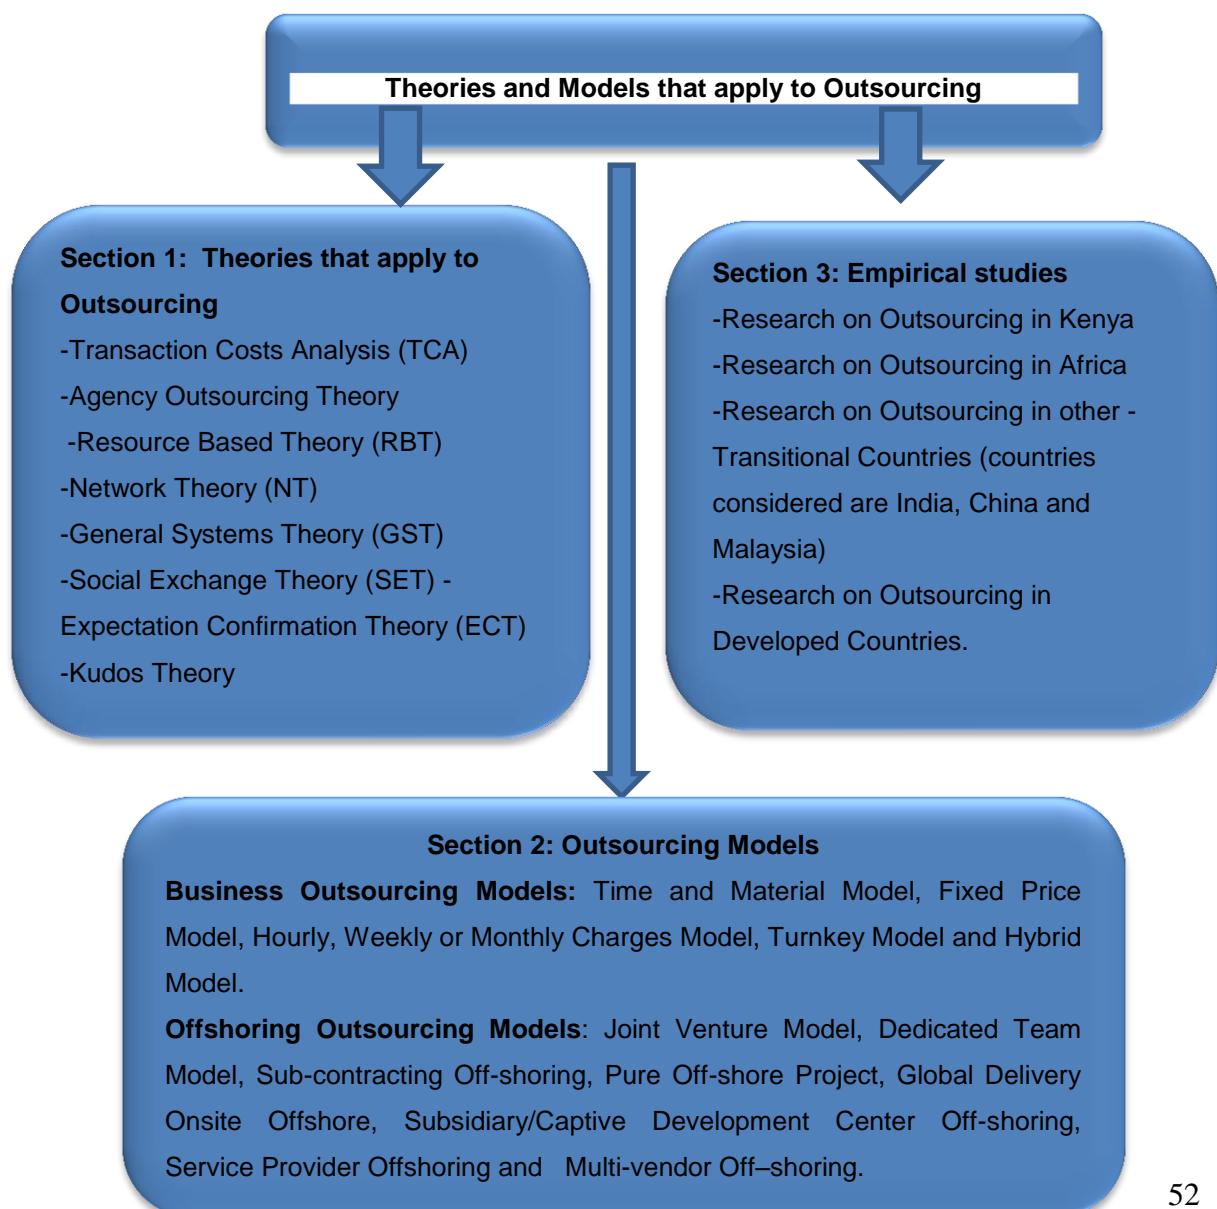 Theories and Models that apply to Outsourcing
Section 1:  Theories that apply to
Outsourcing
-Transaction Costs Analysis (TCA)
-Agency Outsourcing Theory
-Resource Based Theory (RBT)
-Network Theory (NT)
-General Systems Theory (GST)
-Social Exchange Theory (SET) -
Expectation Confirmation Theory (ECT)
-Kudos Theory
Section 3: Empirical studies
-Research on Outsourcing in Kenya
-Research on Outsourcing in Africa
-Research on Outsourcing in other -
Transitional Countries (countries
considered are India, China and
Malaysia)
-Research on Outsourcing in
Developed Countries.
Section 2: Outsourcing Models
Business Outsourcing Models: Time and Material Model, Fixed Price
Model, Hourly, Weekly or Monthly Charges Model, Turnkey Model and Hybrid
Model.
Offshoring Outsourcing Models: Joint Venture Model, Dedicated Team
Model, Sub-contracting Off-shoring, Pure Off-shore Project, Global Delivery
Onsite Offshore, Subsidiary/Captive Development Center Off-shoring,
Service Provider Offshoring and   Multi-vendor Off–shoring.
52